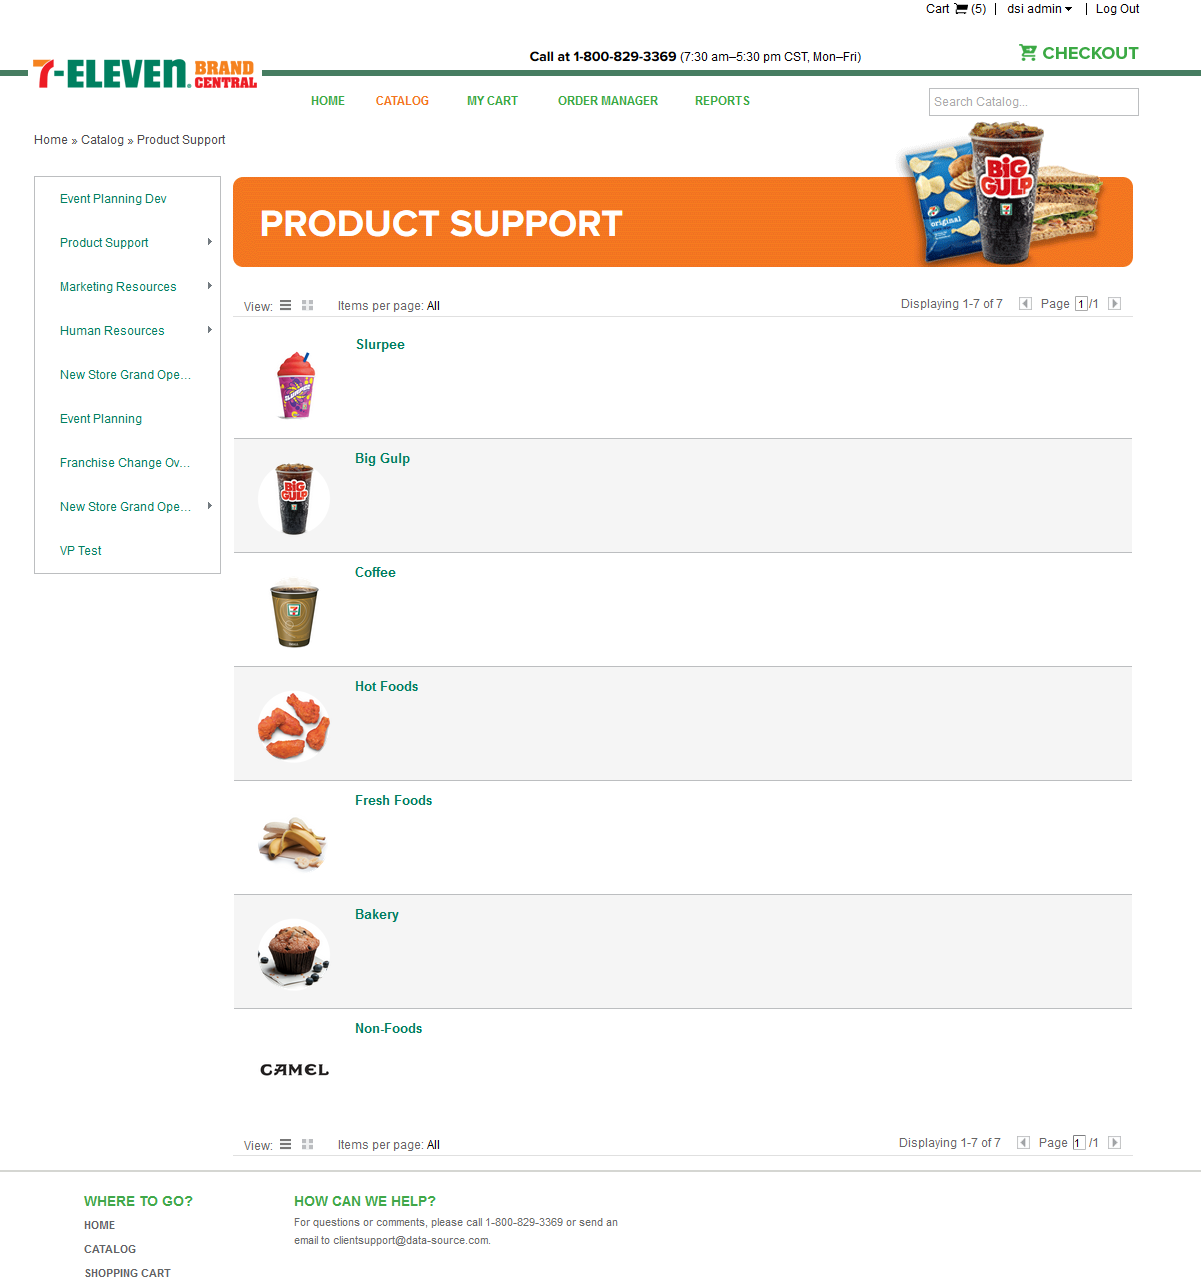 Cart (5) | dsi admin | Log Out
Call at 1-800-829-3369 (7:30 am–5:30 pm CST, Mon–Fri)
CHECKOUT
7-ELEVEN. BRAND CENTRAL
HOME CATALOG MY CART ORDER MANAGER REPORTS
Search Catalog...
Home » Catalog » Product Support
Event Planning Dev
Product Support
Marketing Resources
Human Resources
New Store Grand Ope...
Event Planning
Franchise Change Ov...
New Store Grand Ope...
VP Test
PRODUCT SUPPORT
original
BIG
GULP
7
View: Items per page: All
Displaying 1-7 of 7 Page 1 /1
Slurpee
Big Gulp
BIG
GULP
Coffee
7
Hot Foods
Fresh Foods
Bakery
Non-Foods
CAMEL
View: Items per page: All
Displaying 1-7 of 7 Page 1 /1
WHERE TO GO?
HOME
CATALOG
SHOPPING CART
HOW CAN WE HELP?
For questions or comments, please call 1-800-829-3369 or send an
email to clientsupport@data-source.com.